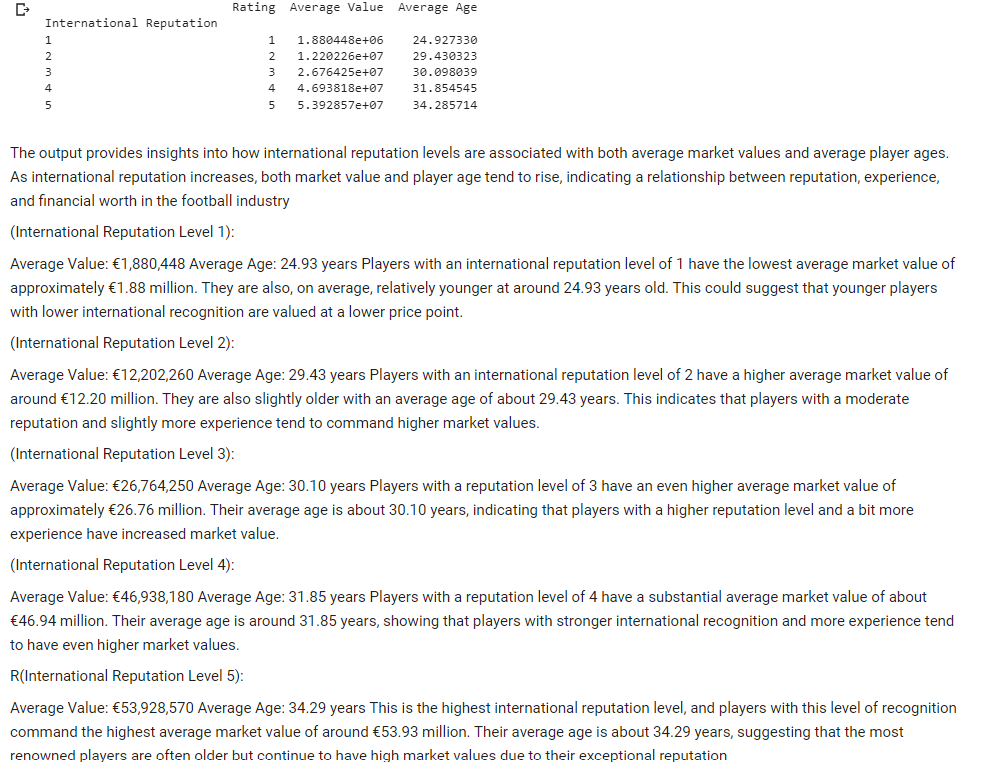 Rating Average Value Average Age
International Reputation
1 1 1.880448e+06 24.927330
2 2 1.220226e+07 29.430323
3 3 2.676425e+07 30.098039
4 4 4.693818e+07 31.854545
5 5 5.392857e+07 34.285714
The output provides insights into how international reputation levels are associated with both average market values and average player ages.
As international reputation increases, both market value and player age tend to rise, indicating a relationship between reputation, experience,
and financial worth in the football industry
(International Reputation Level 1):
Average Value: €1,880,448 Average Age: 24.93 years Players with an international reputation level of 1 have the lowest average market value of
approximately €1.88 million. They are also, on average, relatively younger at around 24.93 years old. This could suggest that younger players
with lower international recognition are valued at a lower price point.
(International Reputation Level 2):
Average Value: €12,202,260 Average Age: 29.43 years Players with an international reputation level of 2 have a higher average market value of
around €12.20 million. They are also slightly older with an average age of about 29.43 years. This indicates that players with a moderate
reputation and slightly more experience tend to command higher market values.
(International Reputation Level 3):
Average Value: €26,764,250 Average Age: 30.10 years Players with a reputation level of 3 have an even higher average market value of
approximately €26.76 million. Their average age is about 30.10 years, indicating that players with a higher reputation level and a bit more
experience have increased market value.
(International Reputation Level 4):
Average Value: €46,938,180 Average Age: 31.85 years Players with a reputation level of 4 have a substantial average market value of about
€46.94 million. Their average age is around 31.85 years, showing that players with stronger international recognition and more experience tend
to have even higher market values.
R(International Reputation Level 5):
Average Value: €53,928,570 Average Age: 34.29 years This is the highest international reputation level, and players with this level of recognition
command the highest average market value of around €53.93 million. Their average age is about 34.29 years, suggesting that the most
renowned players are often older but continue to have high market values due to their exceptional reputation